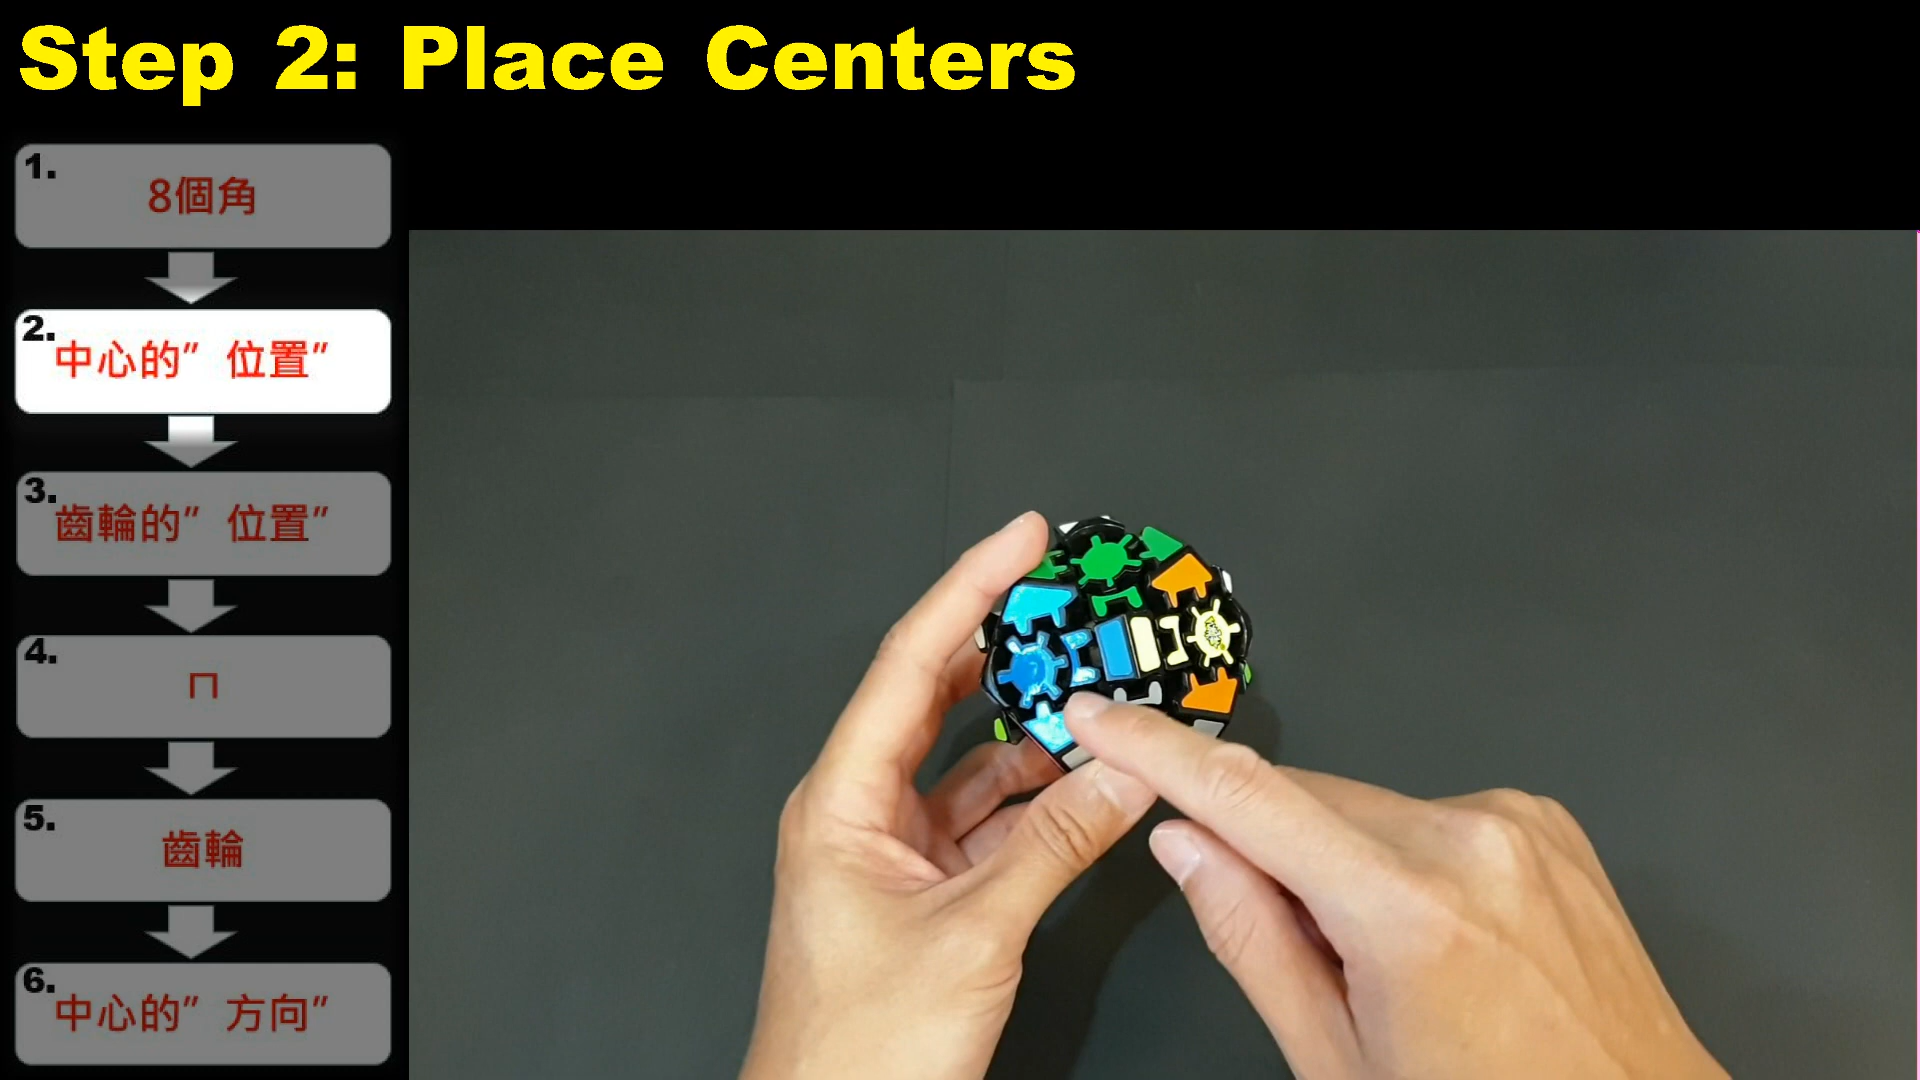 Step 2: Place Centers
1.
8個角
2.
中心的”位置”
3.
齒輪的”位置”
4.
ㄇ
5.
齒輪
6.
中心的”方向”